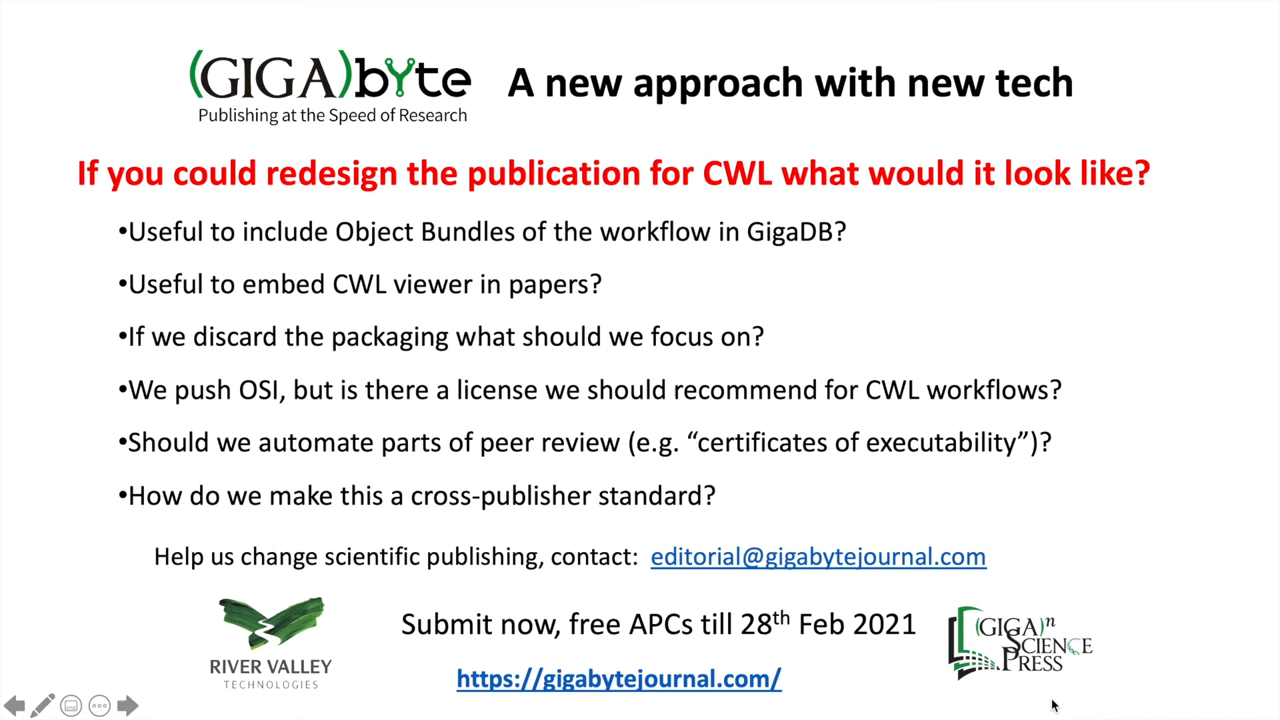 (GIGA)byte A new approach with new tech
Publishing at the Speed of Research
If you could redesign the publication for CWL what would it look like?
•Useful to include Object Bundles of the workflow in GigaDB?
•Useful to embed CWL viewer in papers?
•If we discard the packaging what should we focus on?
•We push OSI, but is there a license we should recommend for CWL workflows?
•Should we automate parts of peer review (e.g. “certificates of executability”)?
•How do we make this a cross-publisher standard?
Help us change scientific publishing, contact: editorial@gigabytejournal.com
Submit now, free APCs till 28th Feb 2021
https://gigabytejournal.com/
RIVER VALLEY
TECHNOLOGIES
(GIGA)n
SCIENCE
PRESS